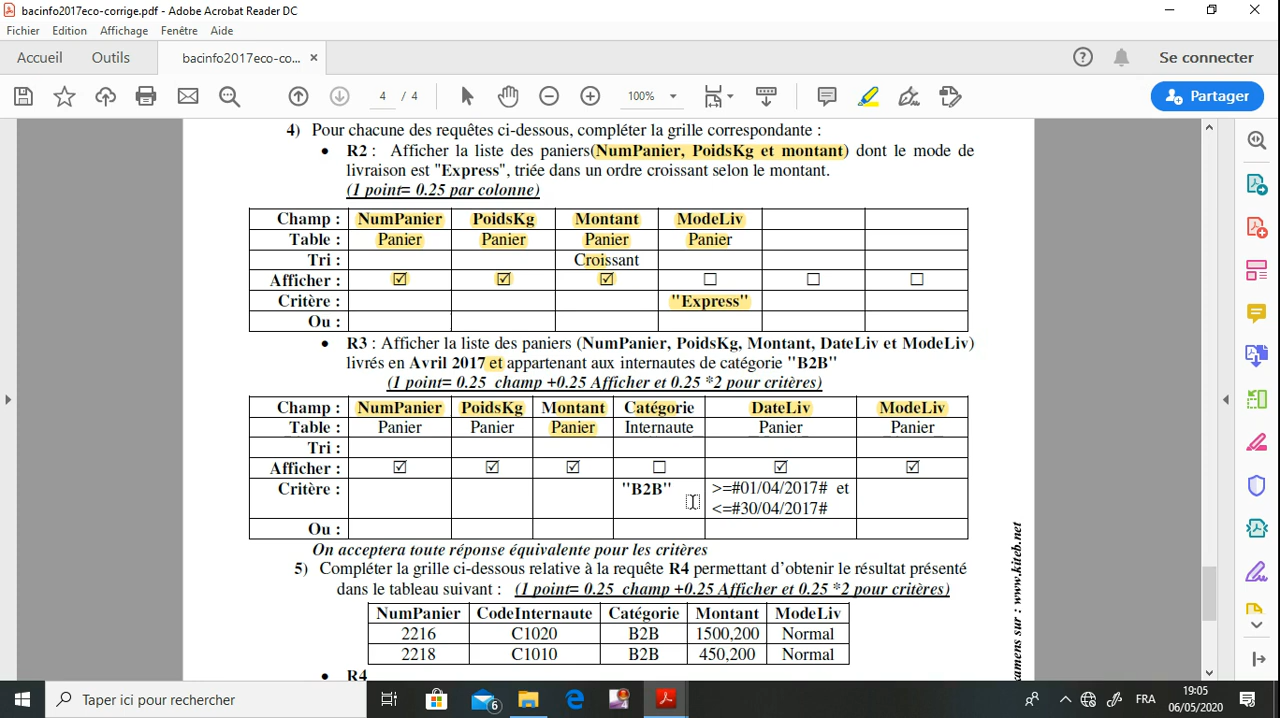 bacinfo2017eco-corrige.pdf - Adobe Acrobat Reader DC
Fichier Edition Affichage Fenêtre Aide
Accueil Outils bacinfo2017eco-co... × Se connecter
4 / 4 100% Partager
4) Pour chacune des requêtes ci-dessous, compléter la grille correspondante :
• R2 : Afficher la liste des paniers(NumPanier, PoidsKg et montant) dont le mode de
livraison est "Express", triée dans un ordre croissant selon le montant.
(1 point= 0.25 par colonne)
Champ : NumPanier PoidsKg Montant ModeLiv
Table : Panier Panier Panier Panier
Tri : Croissant
Afficher : ☑ ☑ ☑ ☐ ☐ ☐
Critère : "Express"
Ou :
• R3 : Afficher la liste des paniers (NumPanier, PoidsKg, Montant, DateLiv et ModeLiv)
livrés en Avril 2017 et appartenant aux internautes de catégorie "B2B"
(1 point= 0.25 champ +0.25 Afficher et 0.25 *2 pour critères)
Champ : NumPanier PoidsKg Montant Catégorie DateLiv ModeLiv
Table : Panier Panier Panier Internaute Panier Panier
Tri :
Afficher : ☑ ☑ ☑ ☐ ☑ ☑
Critère : "B2B" >=#01/04/2017# et
<=#30/04/2017#
Ou :
On acceptera toute réponse équivalente pour les critères
5) Compléter la grille ci-dessous relative à la requête R4 permettant d'obtenir le résultat présenté
dans le tableau suivant : (1 point= 0.25 champ +0.25 Afficher et 0.25 *2 pour critères)
NumPanier CodeInternaute Catégorie Montant ModeLiv
2216 C1020 B2B 1500,200 Normal
2218 C1010 B2B 450,200 Normal
• R4
amens sur : www.kiteb.net
Taper ici pour rechercher 6 4 FRA 19:05
06/05/2020